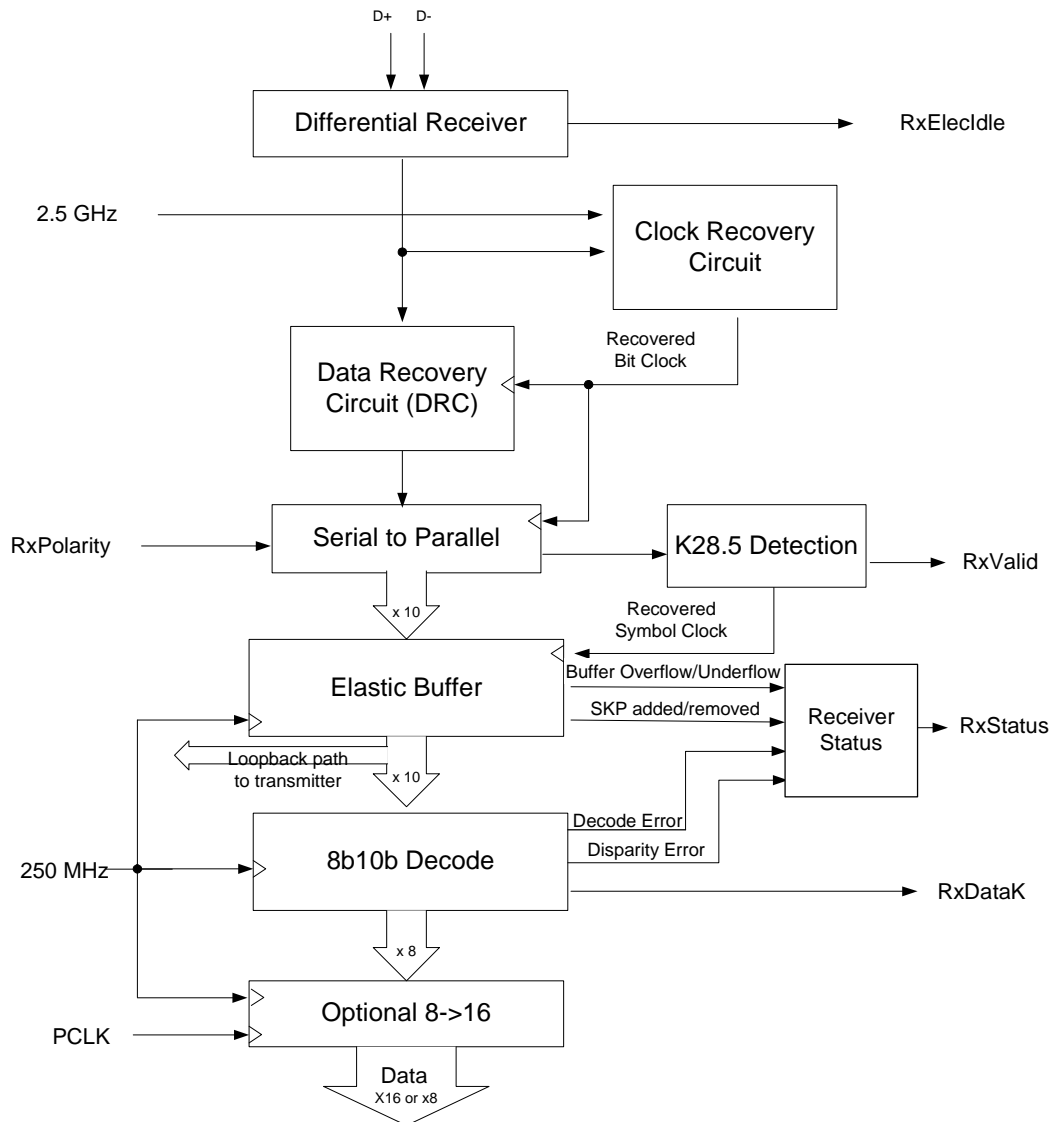 D+ D-
Differential Receiver
RxElecIdle
2.5 GHz
Clock Recovery
Circuit
Recovered
Bit Clock
Data Recovery
Circuit (DRC)
RxPolarity
Serial to Parallel
K28.5 Detection
RxValid
x 10
Recovered
Symbol Clock
Elastic Buffer
Buffer Overflow/Underflow
SKP added/removed
Receiver
Status
RxStatus
Loopback path
to transmitter
x 10
Decode Error
Disparity Error
250 MHz
8b10b Decode
RxDataK
x 8
Optional 8->16
PCLK
Data
X16 or x8